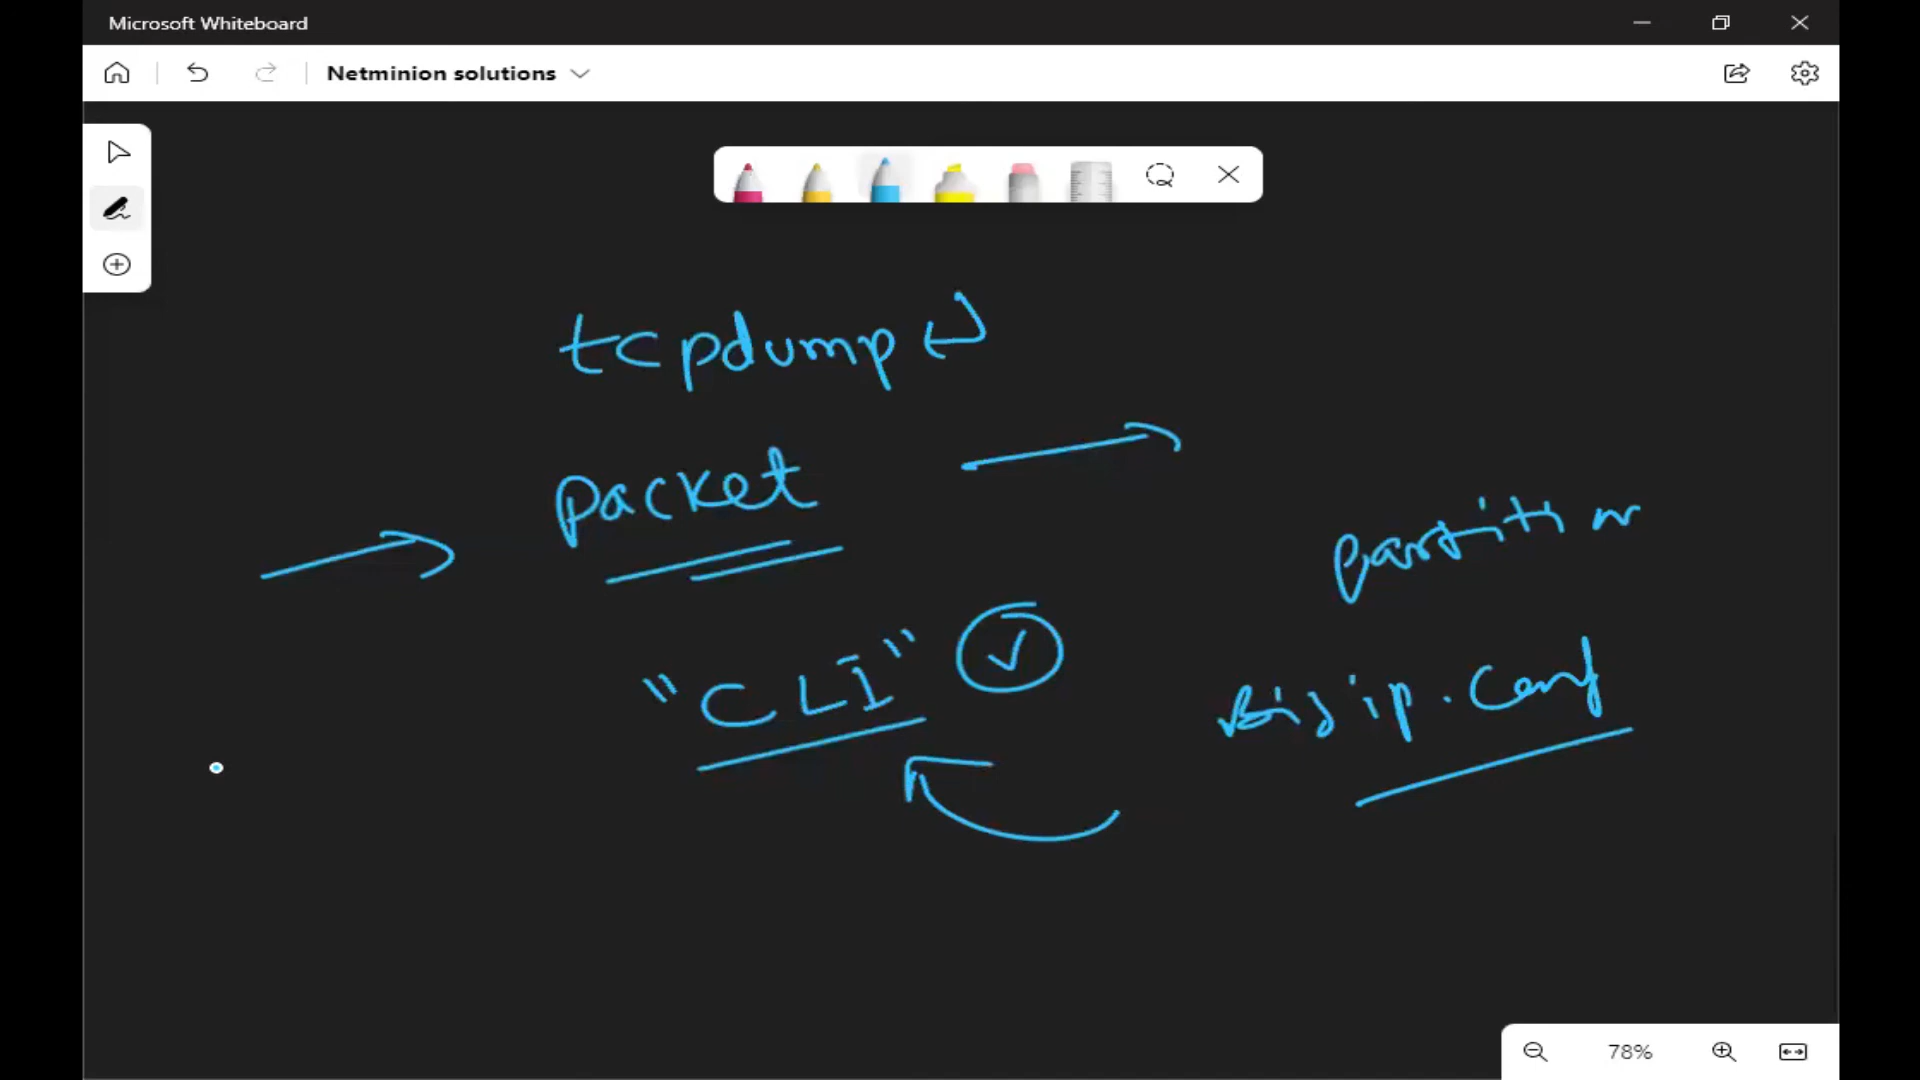 Microsoft Whiteboard
Netminion solutions
tcpdump
packet
partition
"CLI"
bigip.conf
78%